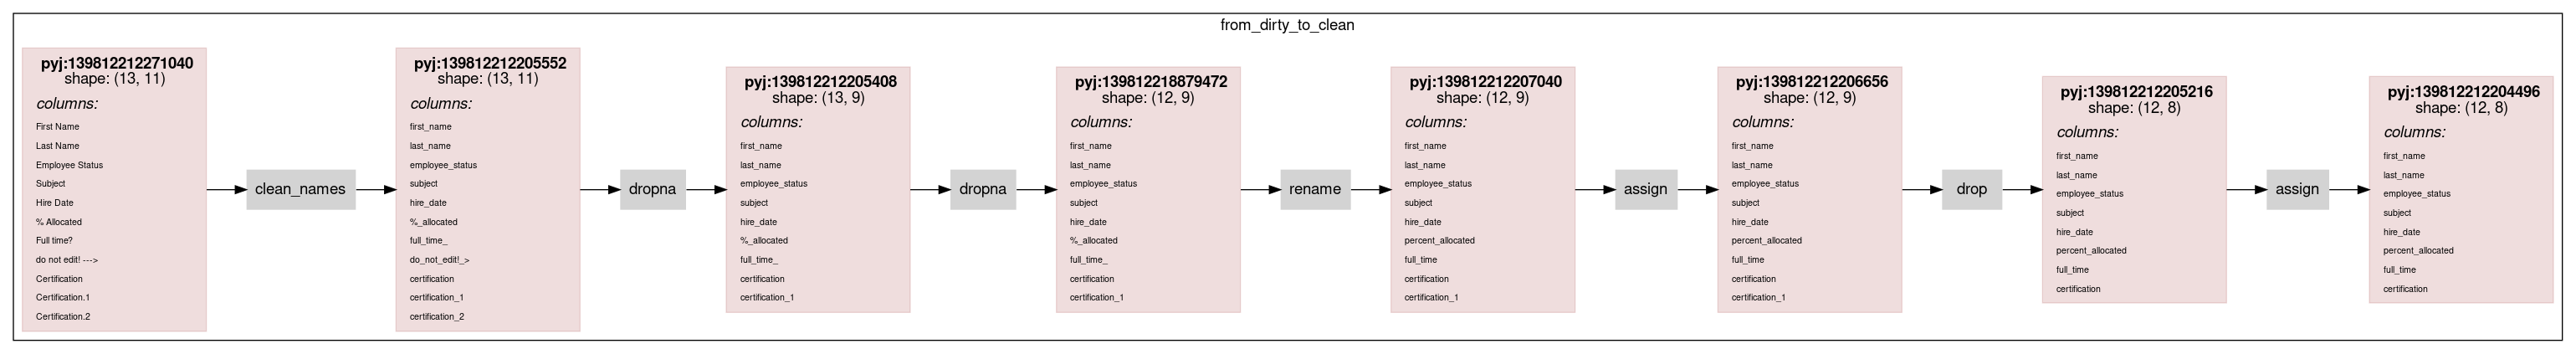 from_dirty_to_clean
pyj:139812212271040
shape: (13, 11)
columns:
First Name
Last Name
Employee Status
Subject
Hire Date
% Allocated
Full time?
do not edit! --->
Certification
Certification.1
Certification.2
clean_names
pyj:139812212205552
shape: (13, 11)
columns:
first_name
last_name
employee_status
subject
hire_date
%_allocated
full_time_
do_not_edit!_>
certification
certification_1
certification_2
dropna
pyj:139812212205408
shape: (13, 9)
columns:
first_name
last_name
employee_status
subject
hire_date
%_allocated
full_time_
certification
certification_1
dropna
pyj:139812218879472
shape: (12, 9)
columns:
first_name
last_name
employee_status
subject
hire_date
%_allocated
full_time_
certification
certification_1
rename
pyj:139812212207040
shape: (12, 9)
columns:
first_name
last_name
employee_status
subject
hire_date
percent_allocated
full_time
certification
certification_1
assign
pyj:139812212206656
shape: (12, 9)
columns:
first_name
last_name
employee_status
subject
hire_date
percent_allocated
full_time
certification
certification_1
drop
pyj:139812212205216
shape: (12, 8)
columns:
first_name
last_name
employee_status
subject
hire_date
percent_allocated
full_time
certification
assign
pyj:139812212204496
shape: (12, 8)
columns:
first_name
last_name
employee_status
subject
hire_date
percent_allocated
full_time
certification